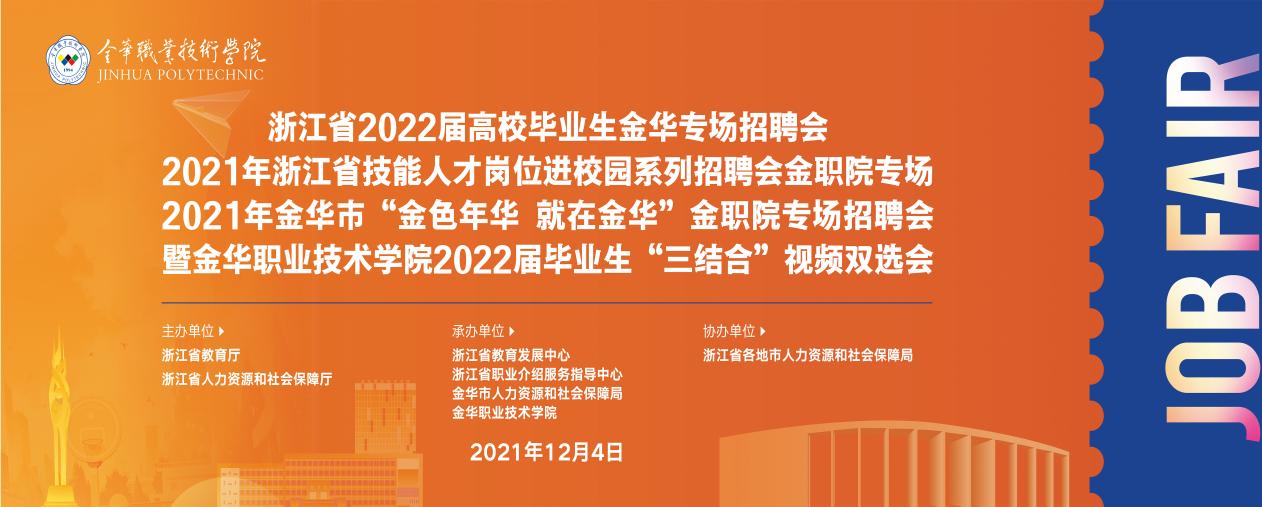 金華職業技術學院
JINHUA POLYTECHNIC
浙江省2022届高校毕业生金华专场招聘会
2021年浙江省技能人才岗位进校园系列招聘会金职院专场
2021年金华市“金色年华 就在金华”金职院专场招聘会
暨金华职业技术学院2022届毕业生“三结合”视频双选会
主办单位
浙江省教育厅
浙江省人力资源和社会保障厅
承办单位
浙江省教育发展中心
浙江省职业介绍服务指导中心
金华市人力资源和社会保障局
金华职业技术学院
协办单位
浙江省各地市人力资源和社会保障局
2021年12月4日
JOB FAIR